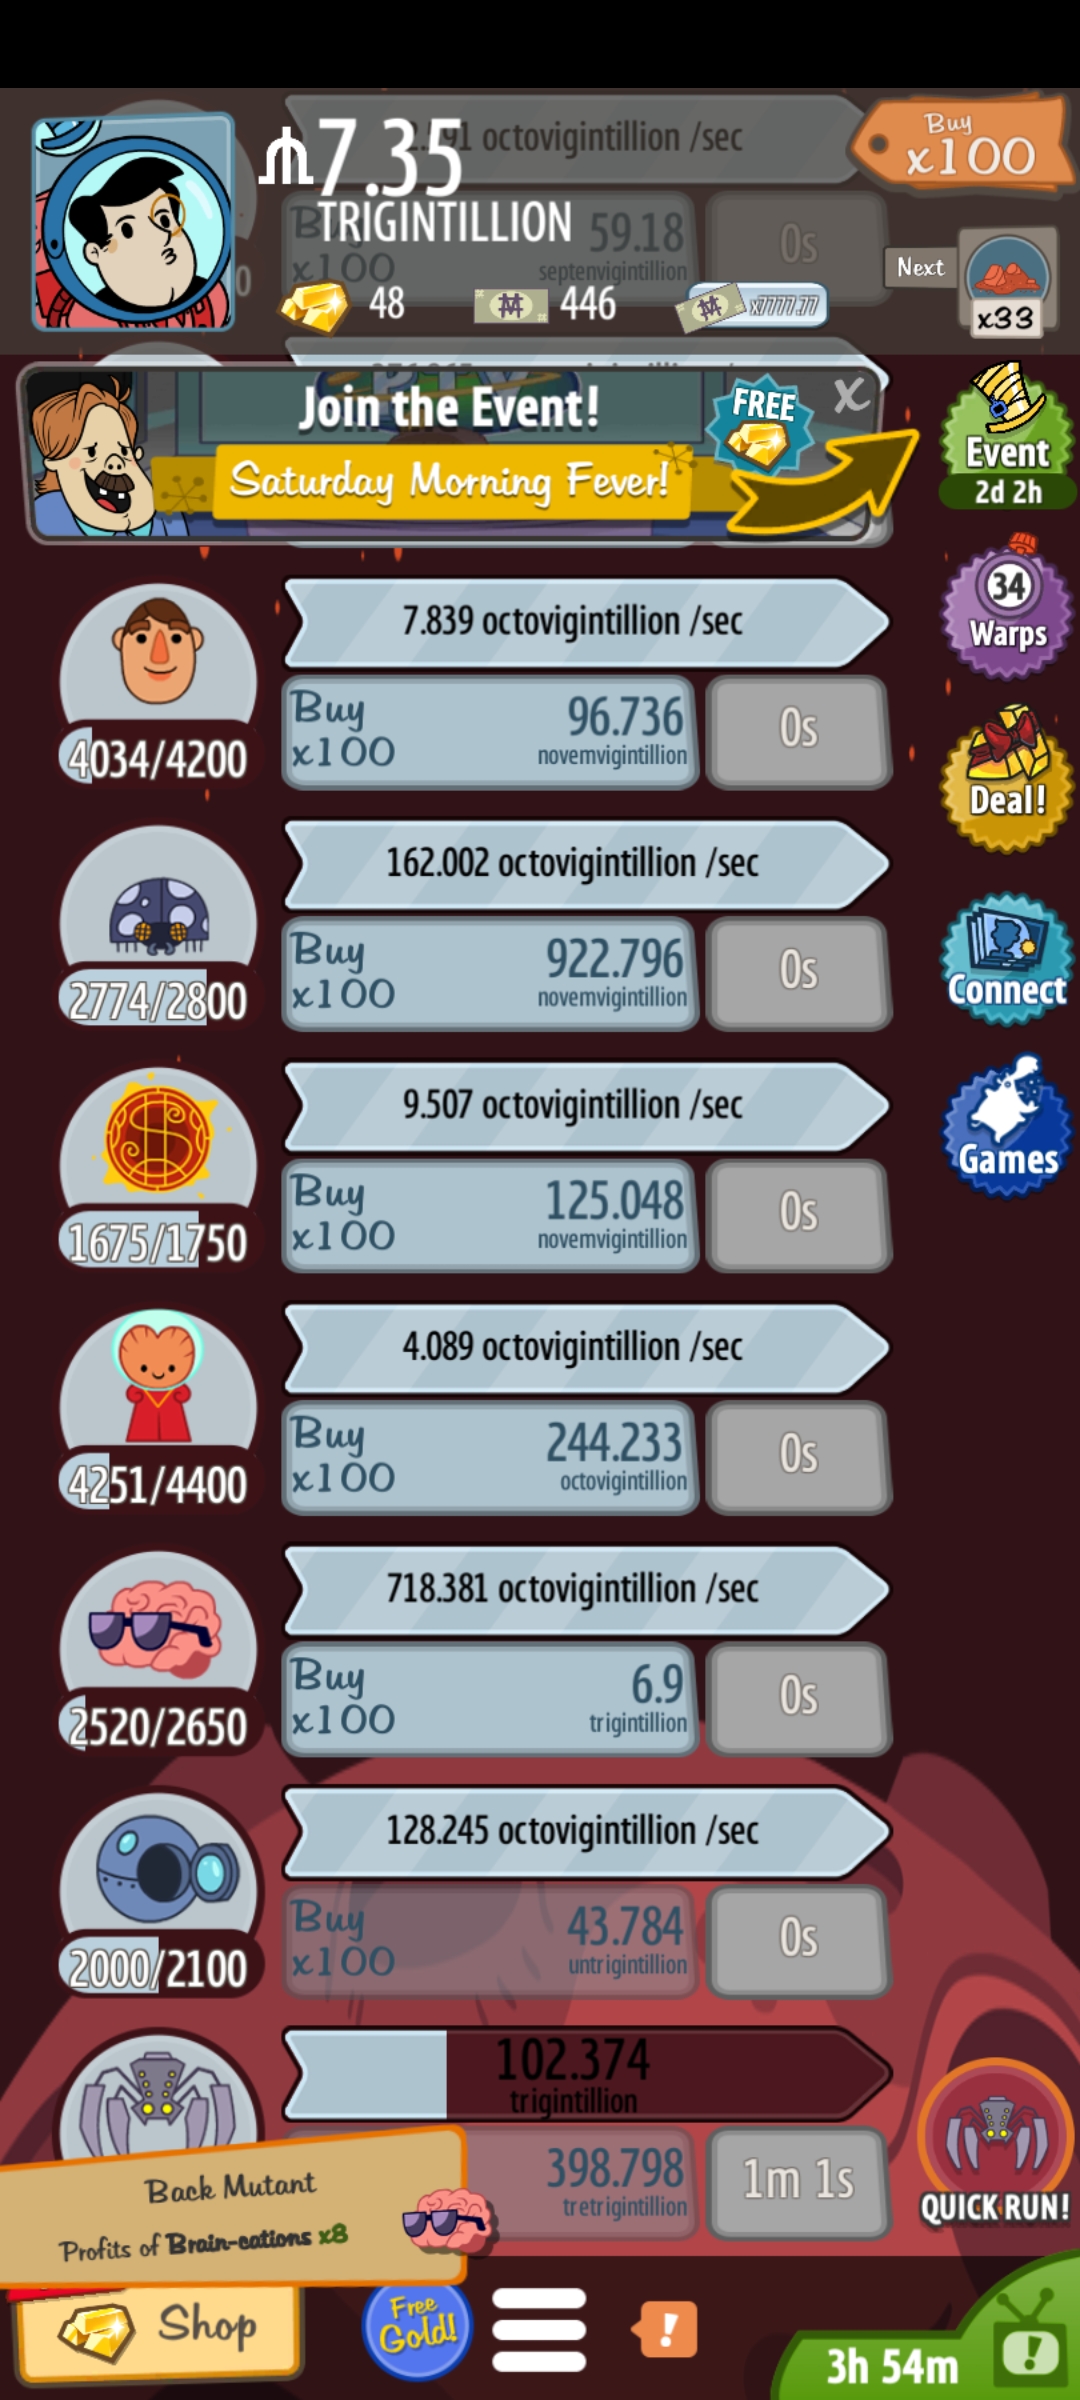 7.35
TRIGINTILLION
octovigintillion /sec
Buy
x100
Buy
x100
59.18
septenvigintillion
0s
48
446
x7777.77
Next
x33
Join the Event!
Saturday Morning Fever!
FREE
X
Event
2d 2h
7.839 octovigintillion /sec
4034/4200
Buy
x100
96.736
novemvigintillion
0s
34
Warps
Deal!
162.002 octovigintillion /sec
2774/2800
Buy
x100
922.796
novemvigintillion
0s
Connect
9.507 octovigintillion /sec
1675/1750
Buy
x100
125.048
novemvigintillion
0s
Games
4.089 octovigintillion /sec
4251/4400
Buy
x100
244.233
octovigintillion
0s
718.381 octovigintillion /sec
2520/2650
Buy
x100
6.9
trigintillion
0s
128.245 octovigintillion /sec
2000/2100
Buy
x100
43.784
untrigintillion
0s
102.374
trigintillion
398.798
tretrigintillion
1m 1s
QUICK RUN!
Back Mutant
Profits of Brain-cations x8
Shop
Free
Gold!
!
3h 54m
!